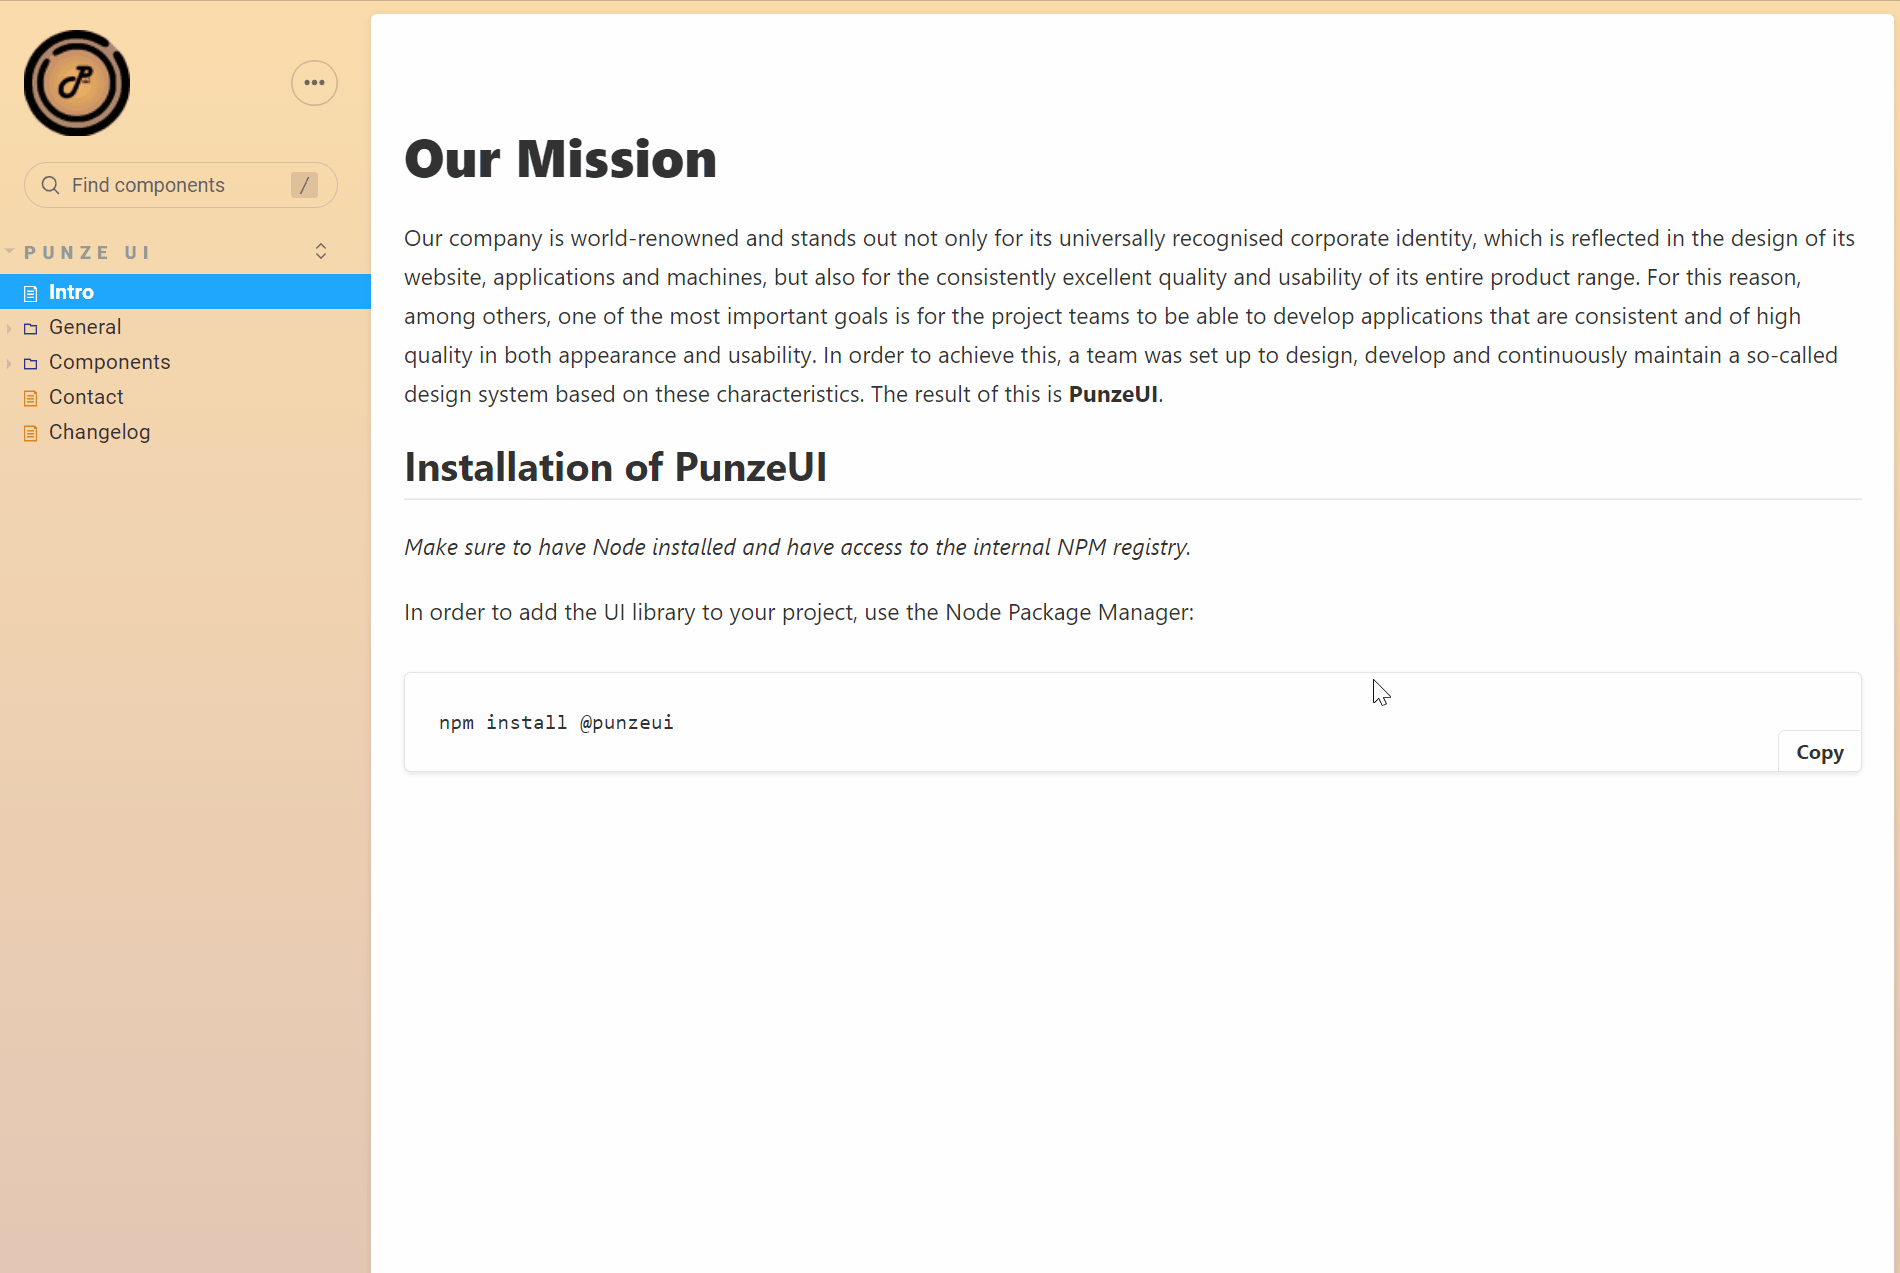 P
Find components
/
PUNZE UI
Intro
General
Components
Contact
Changelog
Our Mission
Our company is world-renowned and stands out not only for its universally recognised corporate identity, which is reflected in the design of its
website, applications and machines, but also for the consistently excellent quality and usability of its entire product range. For this reason,
among others, one of the most important goals is for the project teams to be able to develop applications that are consistent and of high
quality in both appearance and usability. In order to achieve this, a team was set up to design, develop and continuously maintain a so-called
design system based on these characteristics. The result of this is PunzeUI.
Installation of PunzeUI
Make sure to have Node installed and have access to the internal NPM registry.
In order to add the UI library to your project, use the Node Package Manager:
npm install @punzeui
Copy